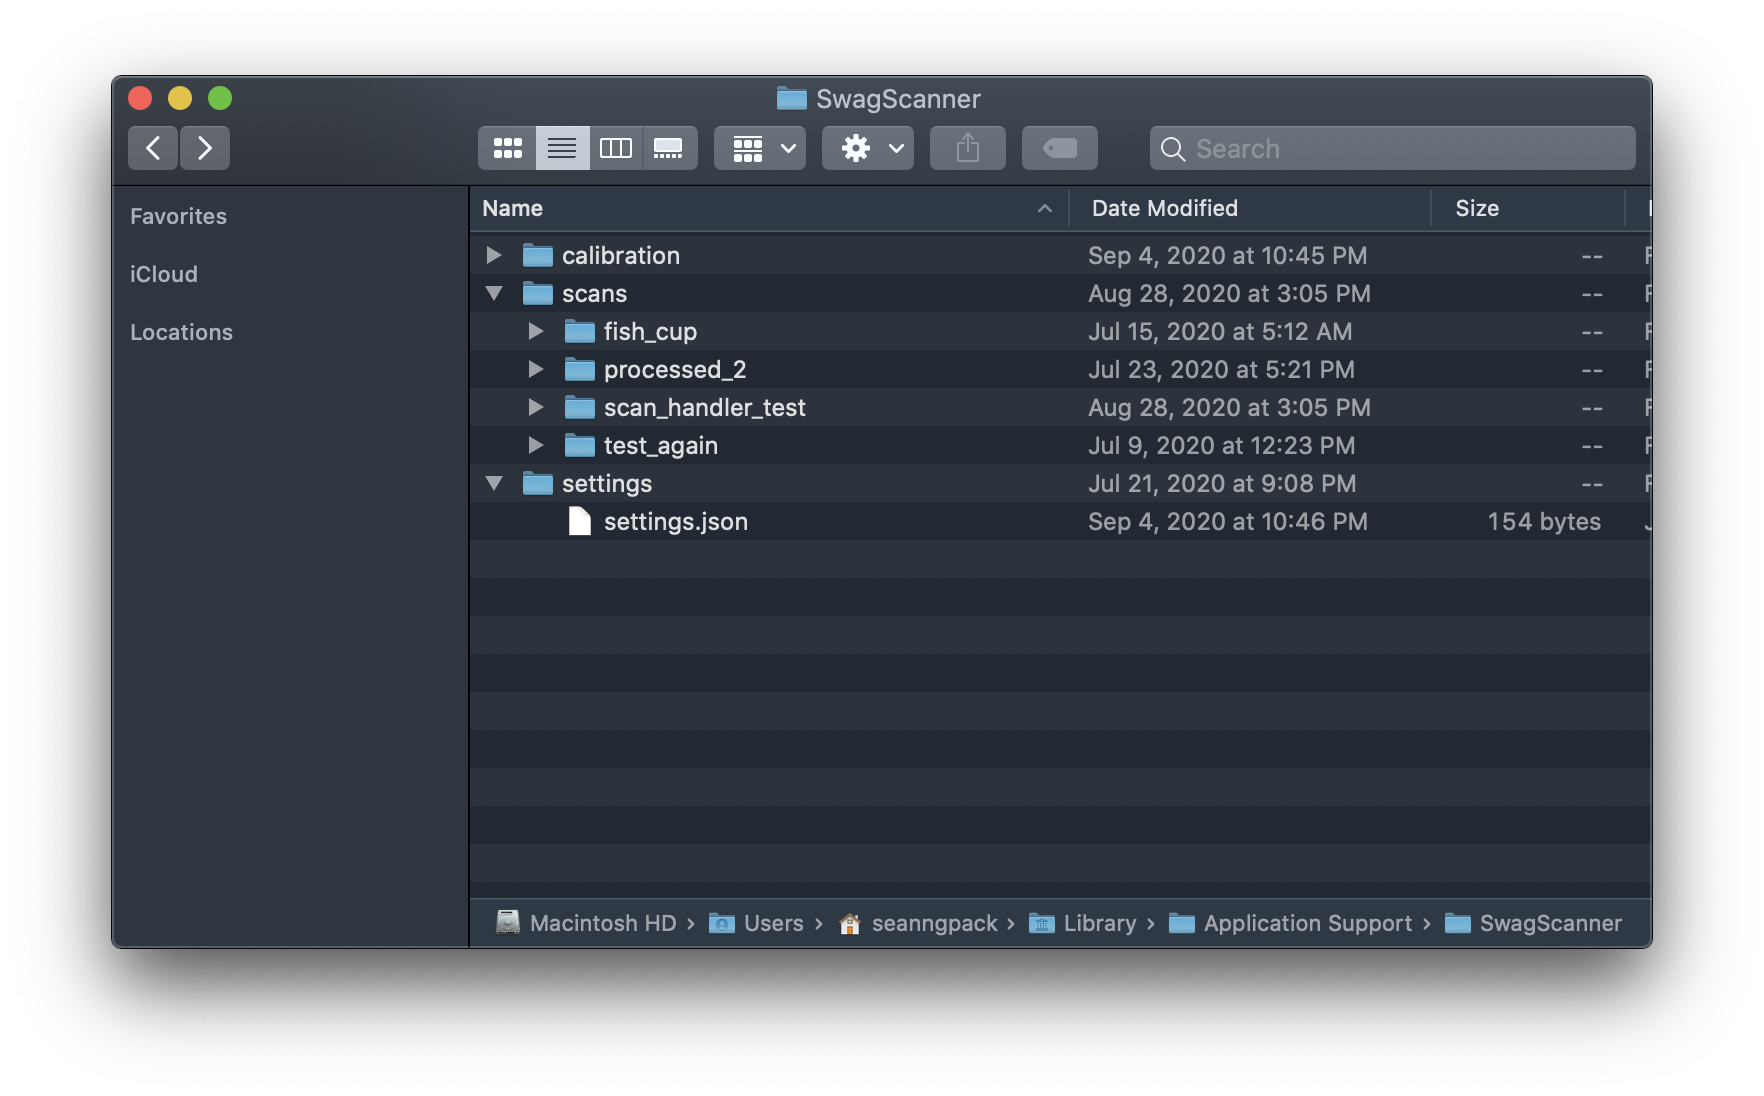 SwagScanner
Search
Favorites
iCloud
Locations
Name Date Modified Size
calibration Sep 4, 2020 at 10:45 PM --
scans Aug 28, 2020 at 3:05 PM --
fish_cup Jul 15, 2020 at 5:12 AM --
processed_2 Jul 23, 2020 at 5:21 PM --
scan_handler_test Aug 28, 2020 at 3:05 PM --
test_again Jul 9, 2020 at 12:23 PM --
settings Jul 21, 2020 at 9:08 PM --
settings.json Sep 4, 2020 at 10:46 PM 154 bytes
Macintosh HD › Users › seanngpack › Library › Application Support › SwagScanner